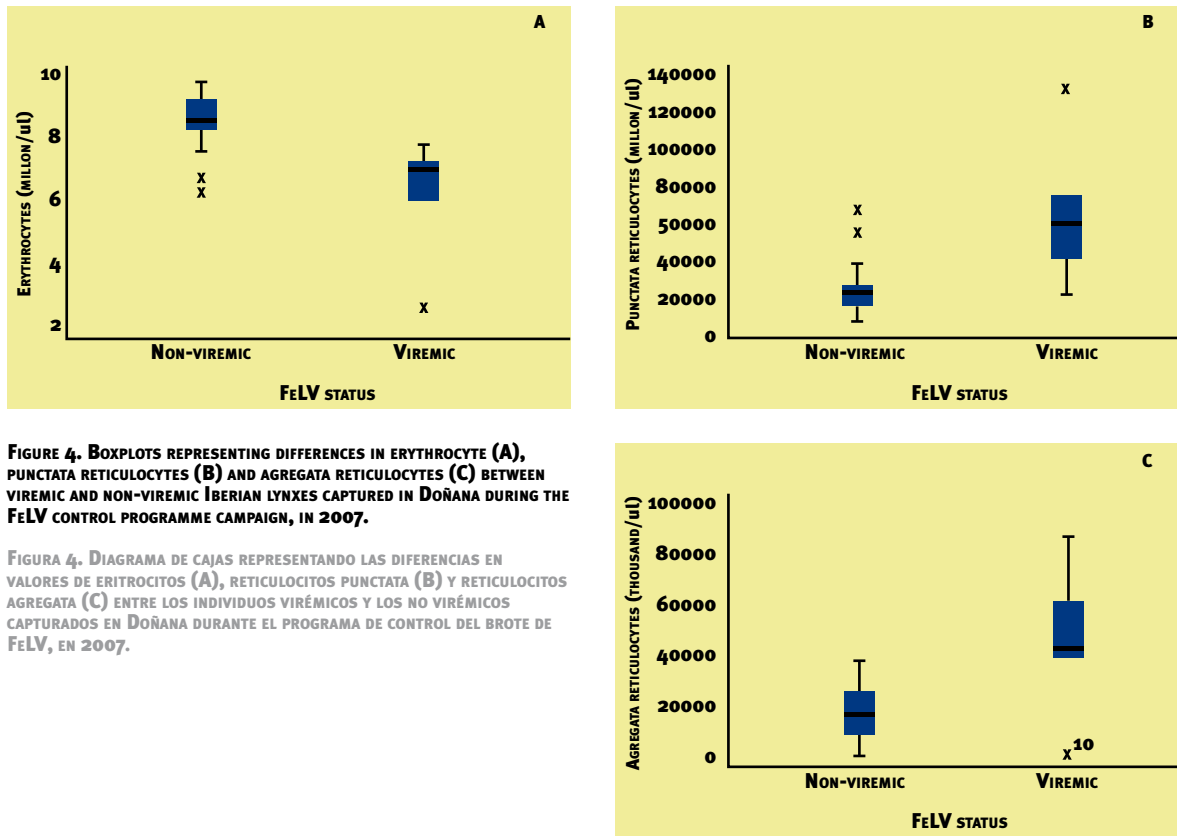 A
10
8
6
4
2
Erythrocytes (millon/ul)
x
x
x
Non-viremic Viremic
FeLV status
B
140000
120000
100000
80000
50000
40000
20000
0
Punctata reticulocytes (millon/ul)
x
x
x
Non-viremic Viremic
FeLV status
Figure 4. Boxplots representing differences in erythrocyte (A),
punctata reticulocytes (B) and agregata reticulocytes (C) between
viremic and non-viremic Iberian lynxes captured in Doñana during the
FeLV control programme campaign, in 2007.
Figura 4. Diagrama de cajas representando las diferencias en
valores de eritrocitos (A), reticulocitos punctata (B) y reticulocitos
agregata (C) entre los individuos virémicos y los no virémicos
capturados en Doñana durante el programa de control del brote de
FeLV, en 2007.
C
100000
80000
60000
40000
20000
0
Agregata reticulocytes (thousand/ul)
x10
Non-viremic Viremic
FeLV status